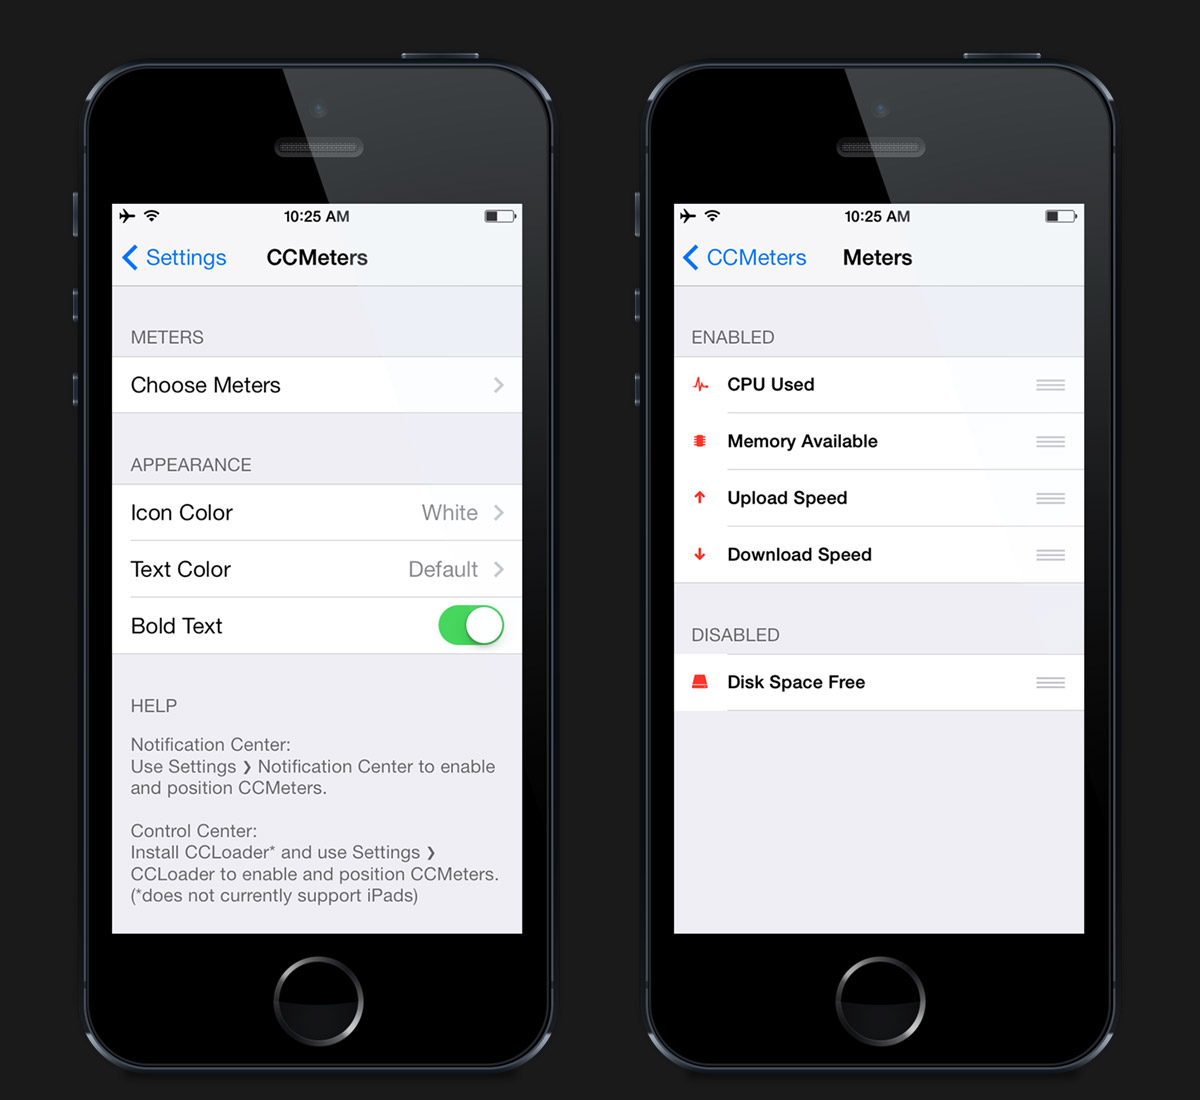 10:25 AM
Settings
CCMeters
METERS
Choose Meters
APPEARANCE
Icon Color
White
Text Color
Default
Bold Text
HELP
Notification Center:
Use Settings ❯ Notification Center to enable
and position CCMeters.
Control Center:
Install CCLoader* and use Settings ❯
CCLoader to enable and position CCMeters.
(*does not currently support iPads)
10:25 AM
CCMeters
Meters
ENABLED
CPU Used
Memory Available
Upload Speed
Download Speed
DISABLED
Disk Space Free